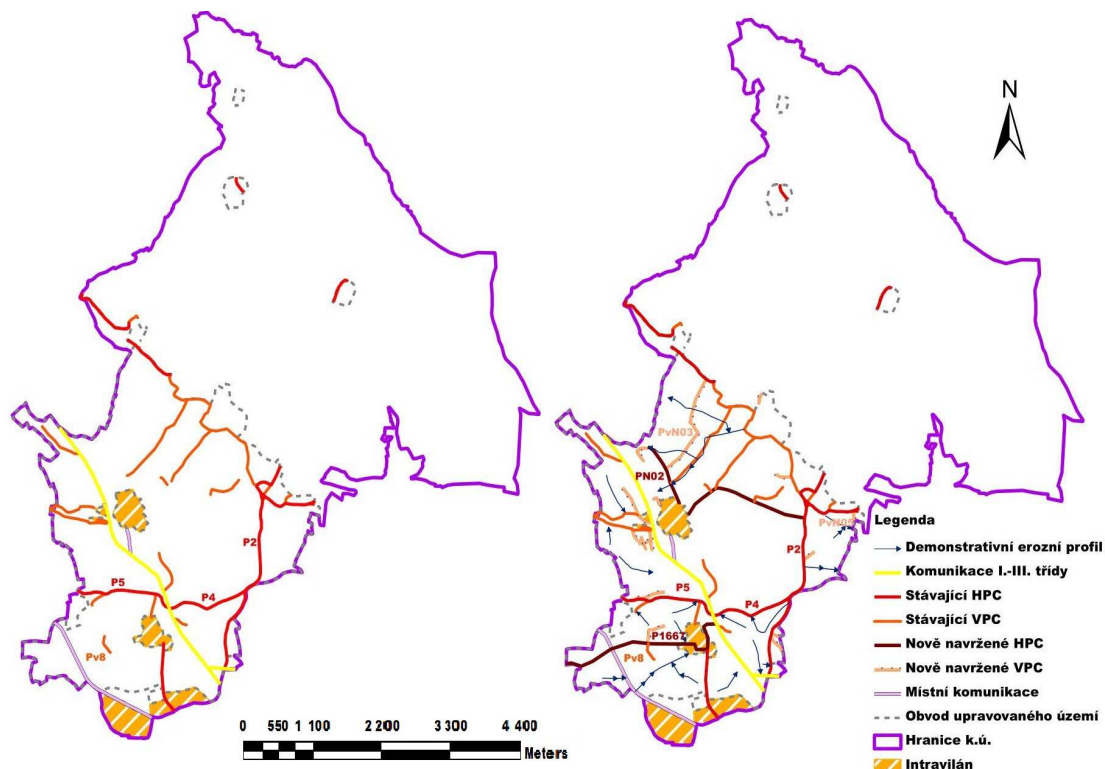 N
P2
P5
P4
Pv8
PvN03
PN02
PvN05
P2
P5
P4
P1667
Pv8
Legenda
Demonstrativní erozní profil
Komunikace I.-III. třídy
Stávající HPC
Stávající VPC
Nově navržené HPC
Nově navržené VPC
Místní komunikace
Obvod upravovaného území
Hranice k.ú.
Intravilán
0 550 1 100 2 200 3 300 4 400
Meters